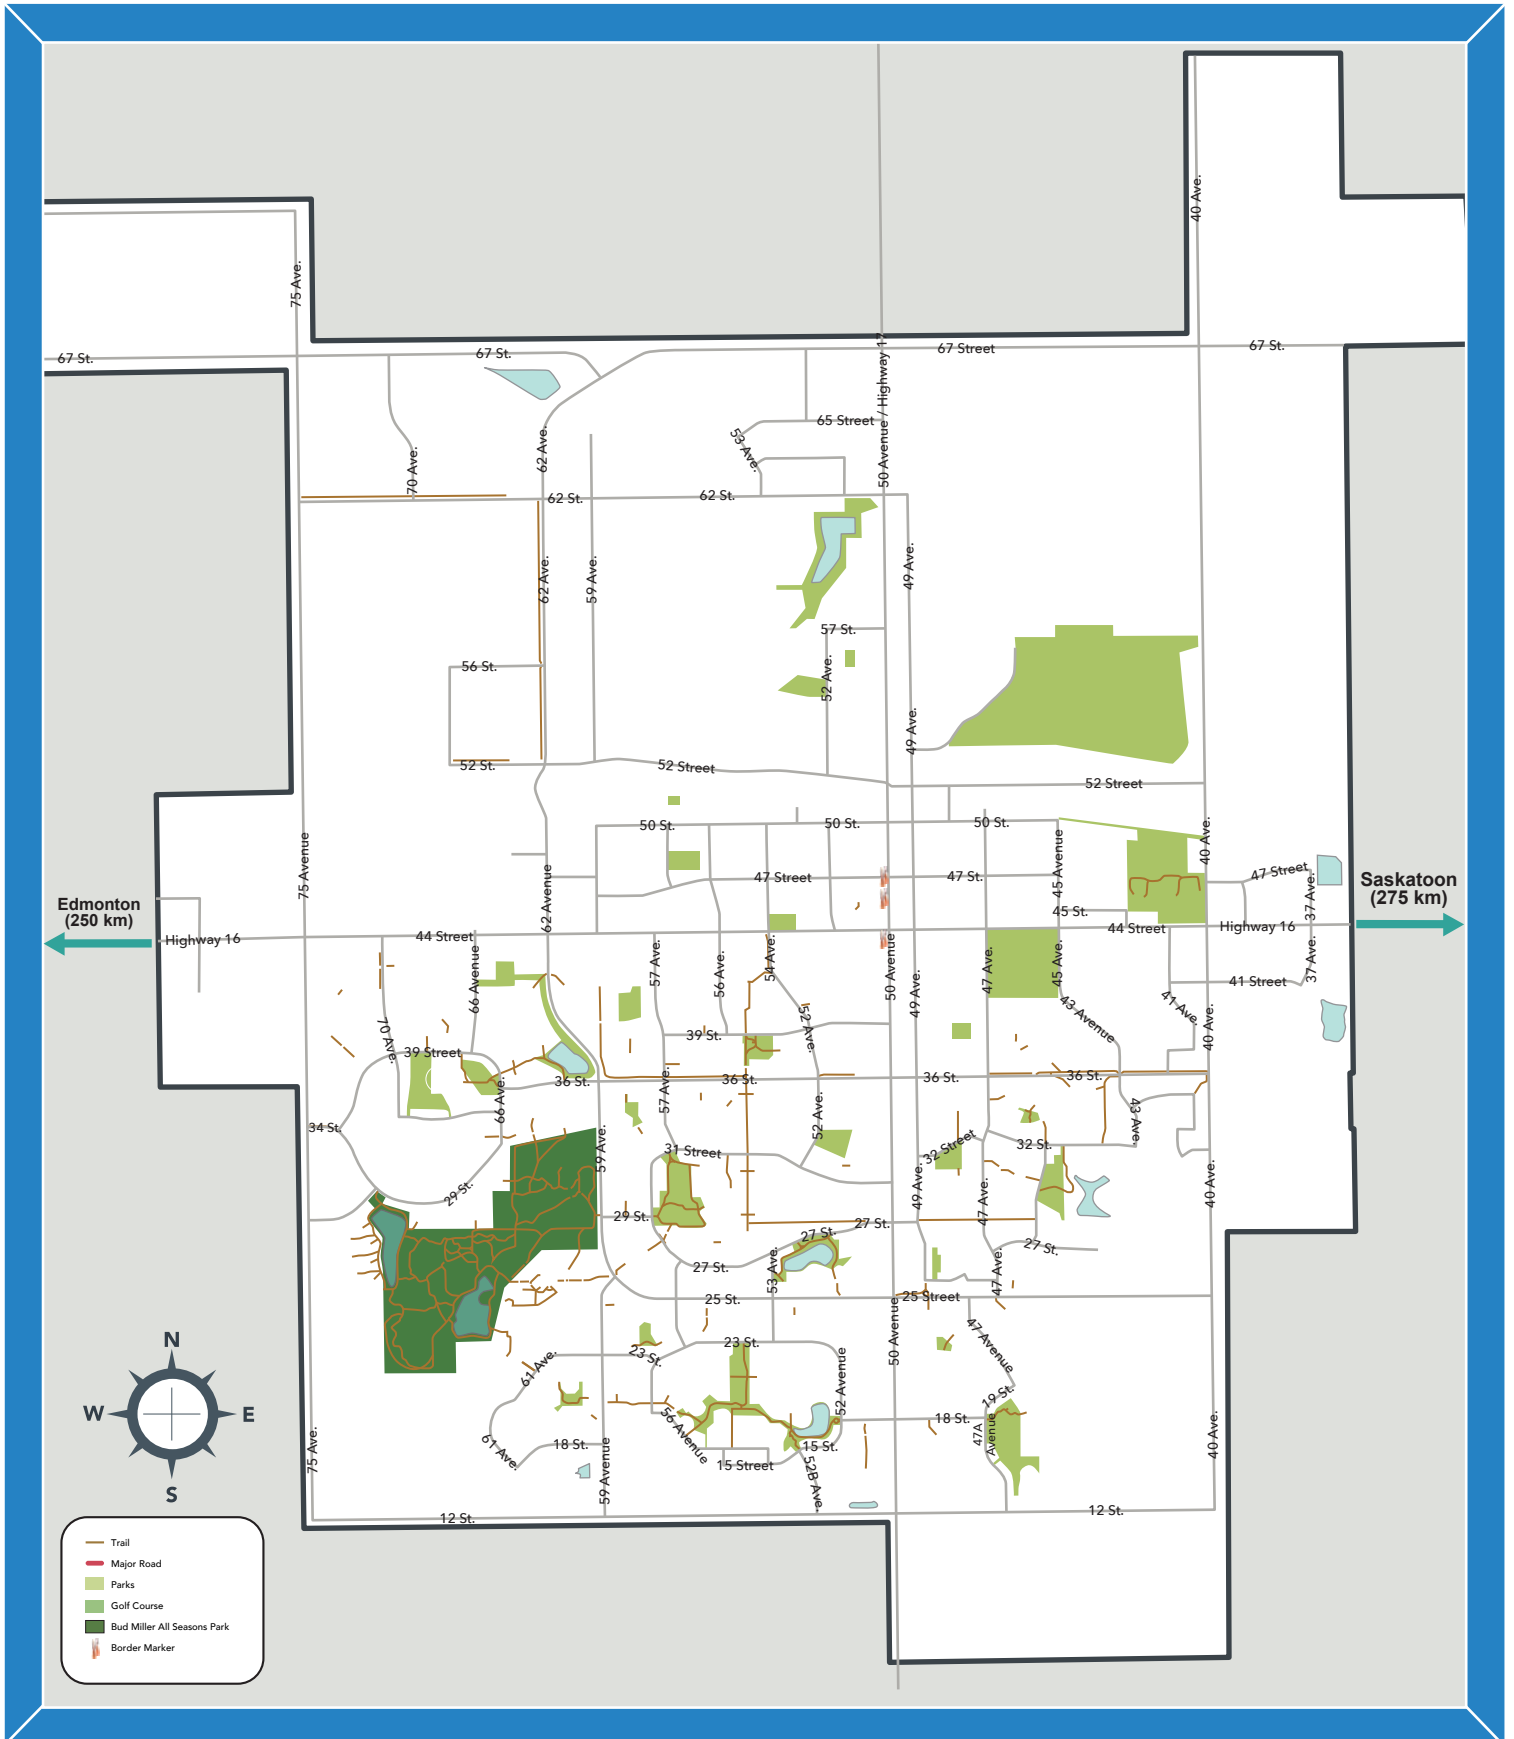 40 Ave.
75 Ave.
67 St.
67 St.
50 Avenue / Highway 17
67 Street
67 St.
65 Street
53 Ave.
62 Ave.
70 Ave.
62 St.
62 St.
62 Ave.
59 Ave.
49 Ave.
57 St.
52 Ave.
56 St.
49 Ave.
52 St.
52 Street
52 Street
50 St.
50 St.
50 St.
75 Avenue
45 Avenue
40 Ave.
47 Street
47 St.
47 Street
37 Ave.
62 Avenue
45 St.
Edmonton
(250 km)
Saskatoon
(275 km)
Highway 16
44 Street
44 Street
Highway 16
66 Avenue
57 Ave.
56 Ave.
54 Ave.
50 Avenue
49 Ave.
47 Ave.
45 Ave.
37 Ave.
41 Street
41 Ave.
43 Avenue
40 Ave.
70 Ave.
39 Street
39 St.
52 Ave.
36 St.
36 St.
36 St.
36 St.
66 Ave.
57 Ave.
52 Ave.
43 Ave.
34 St.
59 Ave.
31 Street
32 Street
32 St.
29 St.
49 Ave.
47 Ave.
40 Ave.
29 St.
27 St.
27 St.
27 St.
27 St.
53 Ave.
47 Ave.
25 St.
25 Street
50 Avenue
47 Avenue
23 St.
23 St.
61 Ave.
52 Avenue
19 St.
18 St.
47A
Avenue
40 Ave.
75 Ave.
61 Ave.
18 St.
56 Avenue
15 St.
15 Street
52B Ave.
59 Avenue
12 St.
12 St.
N
W
E
S
Trail
Major Road
Parks
Golf Course
Bud Miller All Seasons Park
Border Marker